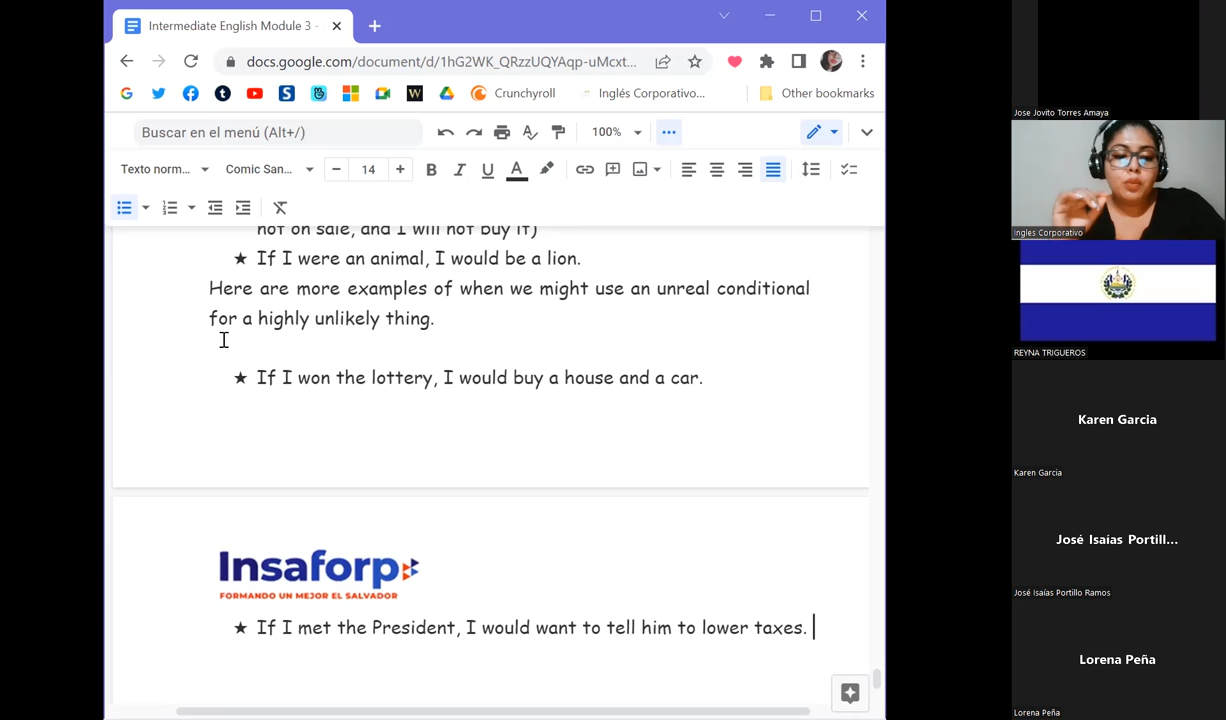 Intermediate English Module 3 -
docs.google.com/document/d/1hG2WK_QRzzUQYAqp-uMcxt...
Crunchyroll
Inglés Corporativo...
Other bookmarks
Buscar en el menú (Alt+/)
100%
Texto norm...
Comic San...
14
not on sale, and I will not buy it)
★ If I were an animal, I would be a lion.
Here are more examples of when we might use an unreal conditional
for a highly unlikely thing.
★ If I won the lottery, I would buy a house and a car.
Insaforp
FORMANDO UN MEJOR EL SALVADOR
★ If I met the President, I would want to tell him to lower taxes.
Jose Jovito Torres Amaya
Ingles Corporativo
REYNA TRIGUEROS
Karen Garcia
Karen Garcia
José Isaías Portill...
José Isaías Portillo Ramos
Lorena Peña
Lorena Peña